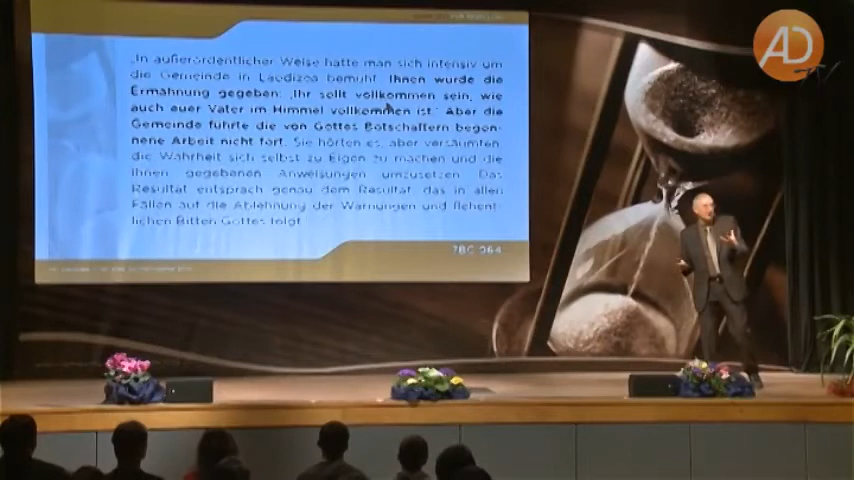 „In außerordentlicher Weise hatte man sich intensiv um
die Gemeinde in Laodizea bemüht. Ihnen wurde die
Ermahnung gegeben: ‚Ihr sollt vollkommen sein, wie
auch euer Vater im Himmel vollkommen ist.' Aber die
Gemeinde führte die von Gottes Botschaftern begon-
nene Arbeit nicht fort. Sie hörten es, aber versäumten,
die Wahrheit sich selbst zu Eigen zu machen und die
ihnen gegebenen Anweisungen umzusetzen. Das
Resultat entsprach genau dem Resultat, das in allen
Fällen auf die Ablehnung der Warnungen und flehent-
lichen Bitten Gottes folgt.
7BC 964
AD
TV